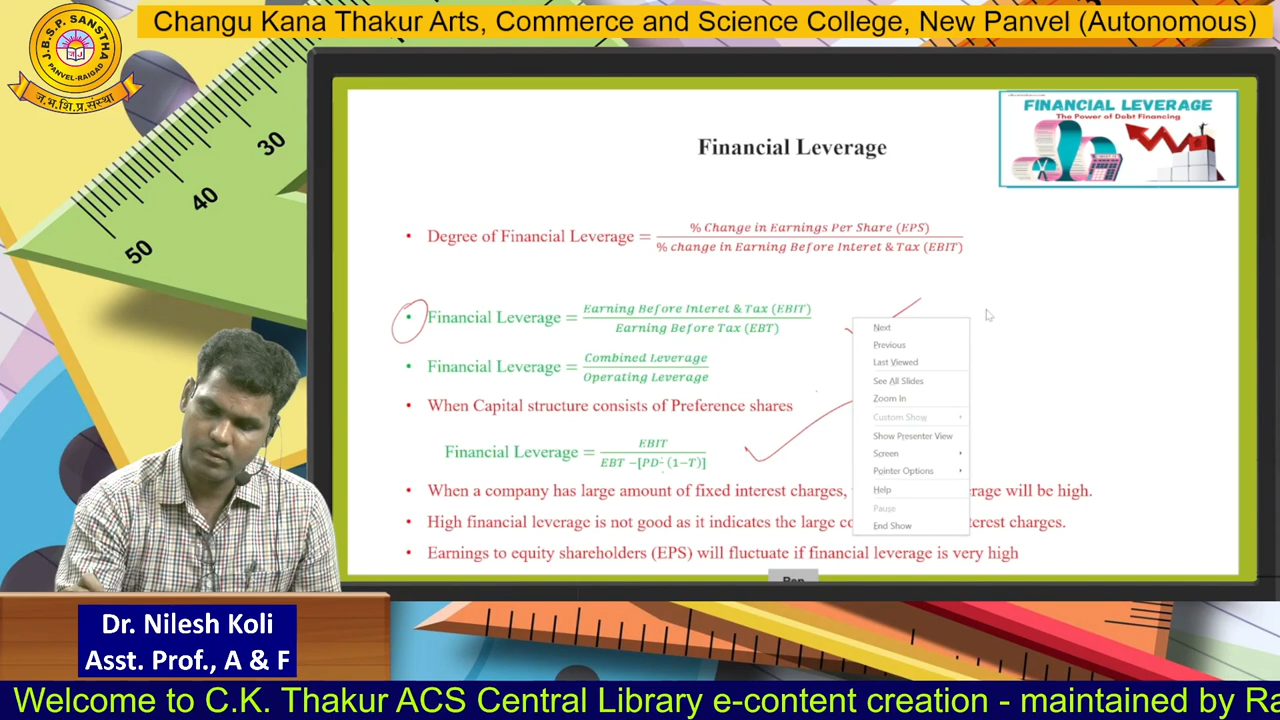 Changu Kana Thakur Arts, Commerce and Science College, New Panvel (Autonomous)
J.B.S.P. SANSTHA
PANVEL-RAIGAD
ज.भ.शि.प्र.संस्था
30
40
50
FINANCIAL LEVERAGE
The Power of Debt Financing
Financial Leverage
• Degree of Financial Leverage = % Change in Earnings Per Share (EPS)
% change in Earning Before Interet & Tax (EBIT)
• Financial Leverage = Earning Before Interet & Tax (EBIT)
Earning Before Tax (EBT)
• Financial Leverage = Combined Leverage
Operating Leverage
• When Capital structure consists of Preference shares
Financial Leverage = EBIT
EBT −[PD÷ (1−T)]
• When a company has large amount of fixed interest charges, erage will be high.
• High financial leverage is not good as it indicates the large co terest charges.
• Earnings to equity shareholders (EPS) will fluctuate if financial leverage is very high
Next
Previous
Last Viewed
See All Slides
Zoom In
Custom Show
Show Presenter View
Screen
Pointer Options
Help
Pause
End Show
Pen
Dr. Nilesh Koli
Asst. Prof., A & F
Welcome to C.K. Thakur ACS Central Library e-content creation - maintained by Ra